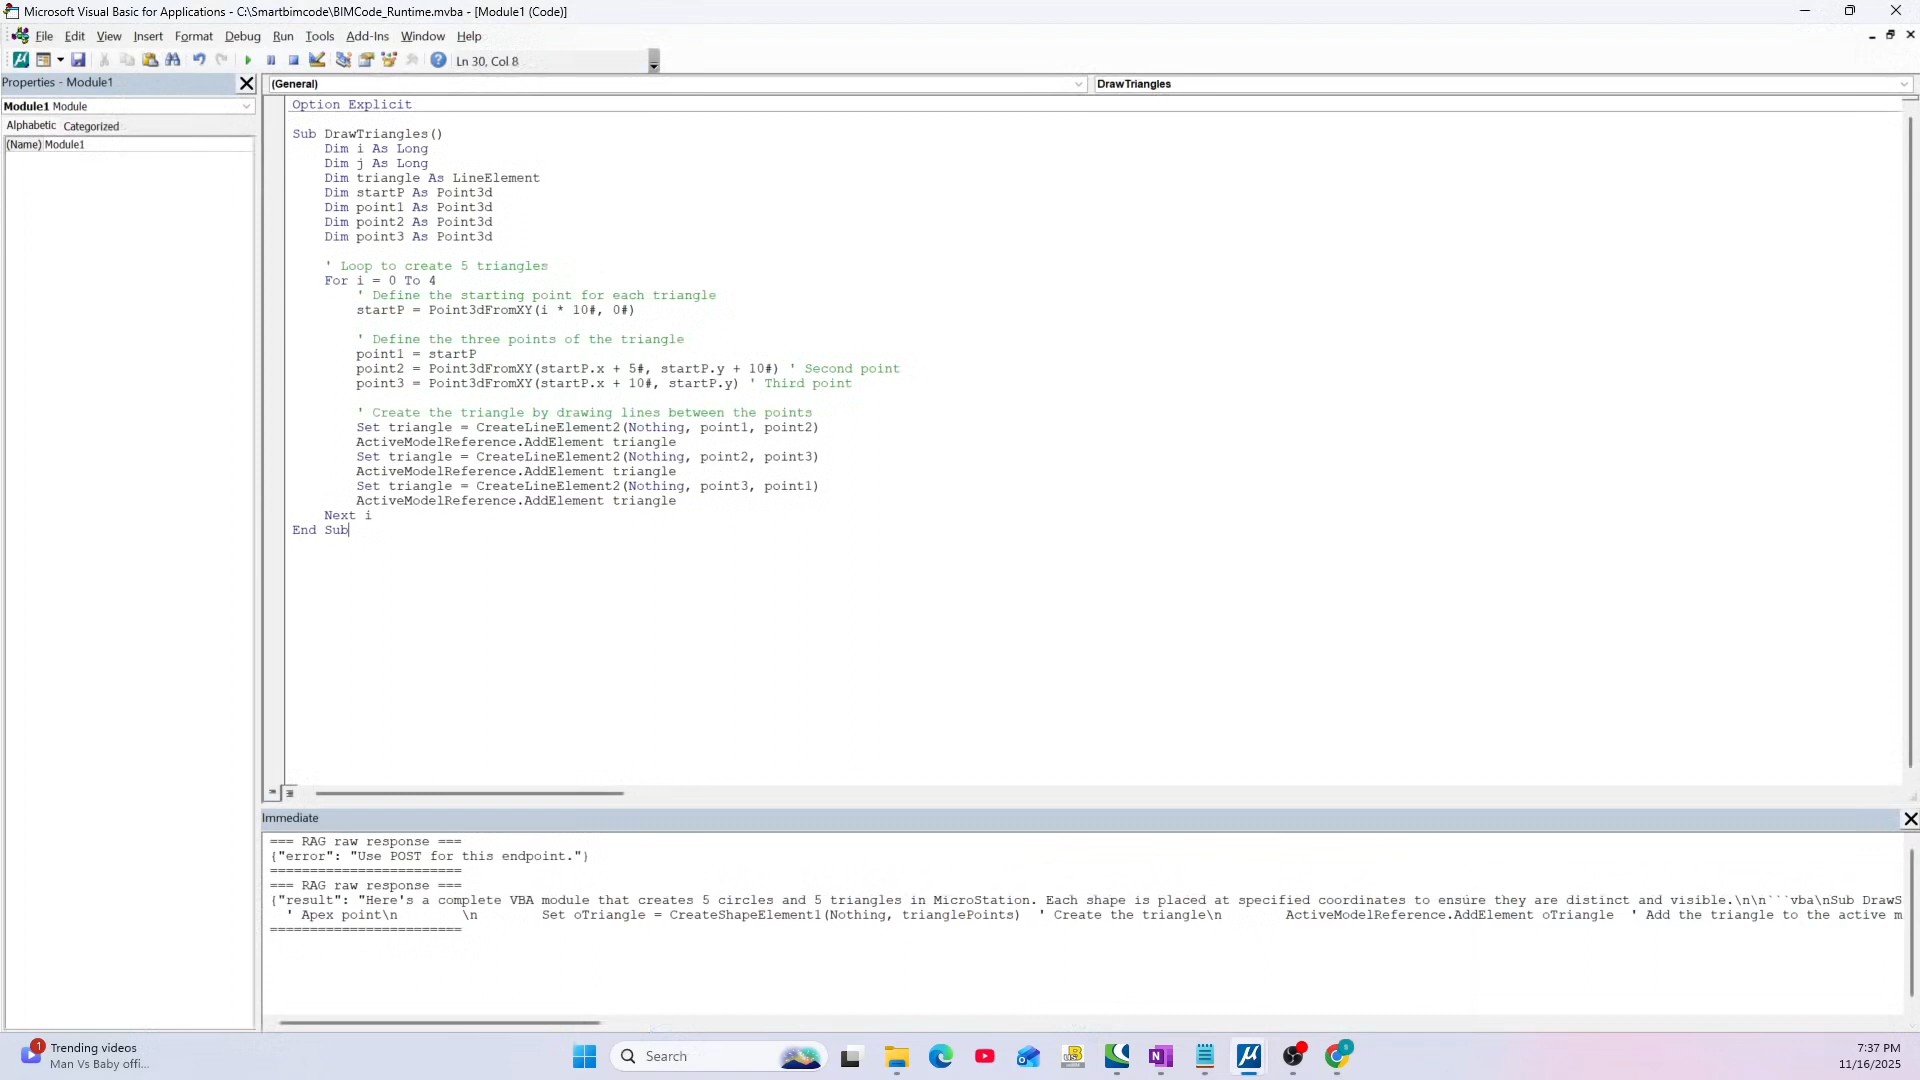 Microsoft Visual Basic for Applications - C:\Smartbimcode\BIMCode_Runtime.mvba - [Module1 (Code)]
File Edit View Insert Format Debug Run Tools Add-Ins Window Help
Ln 30, Col 8
Properties - Module1
Module1 Module
Alphabetic Categorized
(Name) Module1
(General)
DrawTriangles
Option Explicit
Sub DrawTriangles()
Dim i As Long
Dim j As Long
Dim triangle As LineElement
Dim startP As Point3d
Dim point1 As Point3d
Dim point2 As Point3d
Dim point3 As Point3d
' Loop to create 5 triangles
For i = 0 To 4
' Define the starting point for each triangle
startP = Point3dFromXY(i * 10#, 0#)
' Define the three points of the triangle
point1 = startP
point2 = Point3dFromXY(startP.x + 5#, startP.y + 10#) ' Second point
point3 = Point3dFromXY(startP.x + 10#, startP.y) ' Third point
' Create the triangle by drawing lines between the points
Set triangle = CreateLineElement2(Nothing, point1, point2)
ActiveModelReference.AddElement triangle
Set triangle = CreateLineElement2(Nothing, point2, point3)
ActiveModelReference.AddElement triangle
Set triangle = CreateLineElement2(Nothing, point3, point1)
ActiveModelReference.AddElement triangle
Next i
End Sub
Immediate
=== RAG raw response ===
{"error": "Use POST for this endpoint."}
========================
=== RAG raw response ===
{"result": "Here's a complete VBA module that creates 5 circles and 5 triangles in MicroStation. Each shape is placed at specified coordinates to ensure they are distinct and visible.\n\n```vba\nSub DrawS
' Apex point\n \n Set oTriangle = CreateShapeElement1(Nothing, trianglePoints) ' Create the triangle\n ActiveModelReference.AddElement oTriangle ' Add the triangle to the active m
========================
1
Trending videos
Man Vs Baby offi...
Search
7:37 PM
11/16/2025